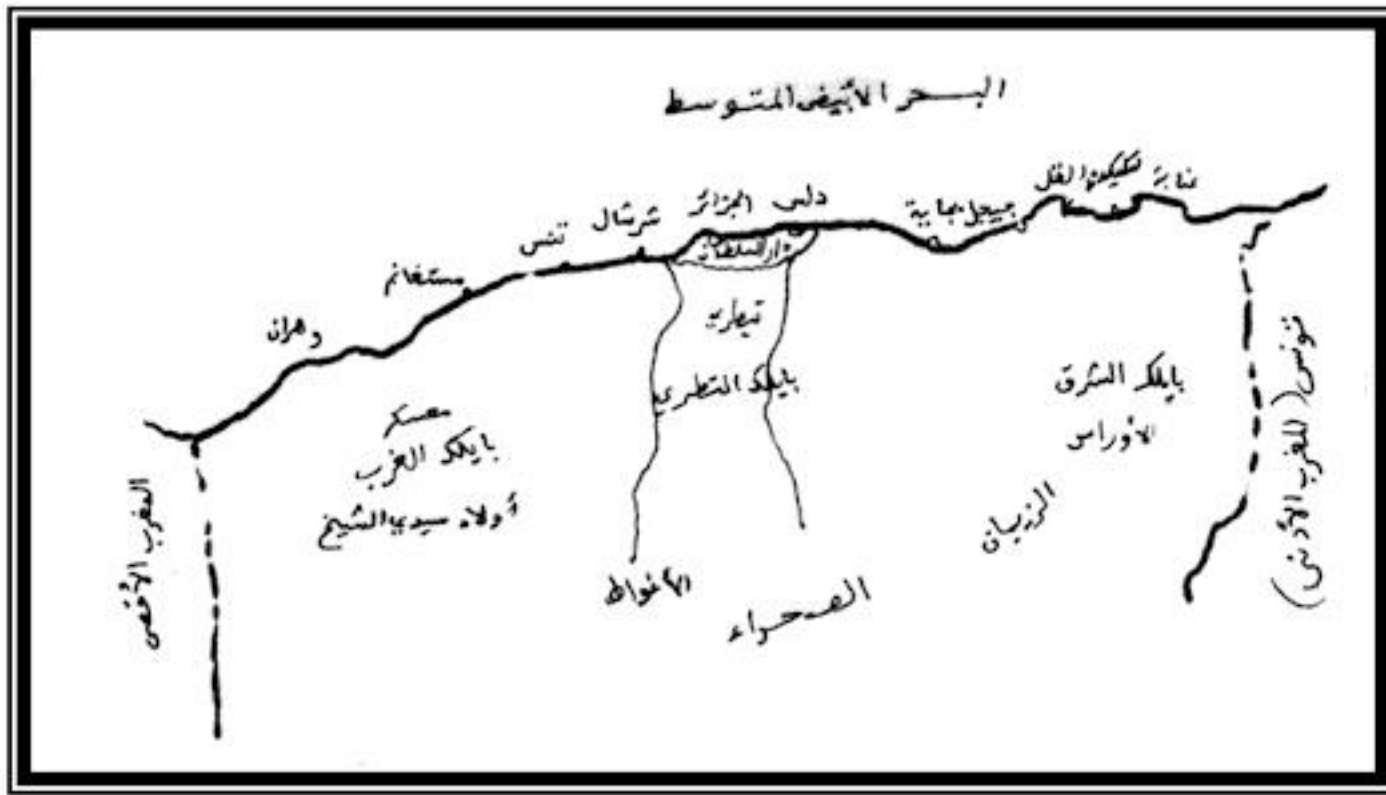 البحر الأبيض المتوسط
عنابة
سكيكدة القل
جيجل بجاية
دلس
الجزائر
شرشال
تنس
مستغانم
وهران
دار السلطان
تيطري
بايلك التطري
بايلك الشرق
الأوراس
الزيبان
معسكر
بايلك الغرب
أولاد سيدي الشيخ
الأغواط
الصحراء
تونس (المغرب الأدنى)
المغرب الأقصى